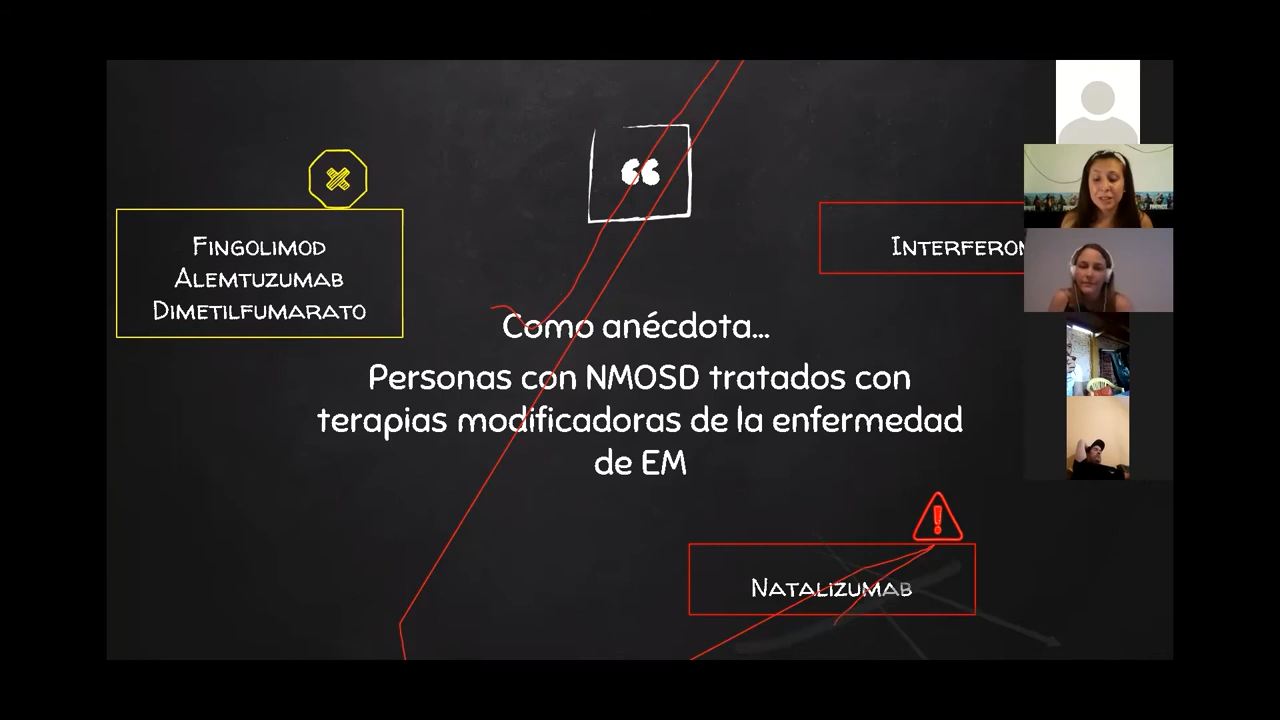 Fingolimod
Alemtuzumab
Dimetilfumarato
Interferon
Como anécdota...
Personas con NMOSD tratados con
terapias modificadoras de la enfermedad
de EM
Natalizumab